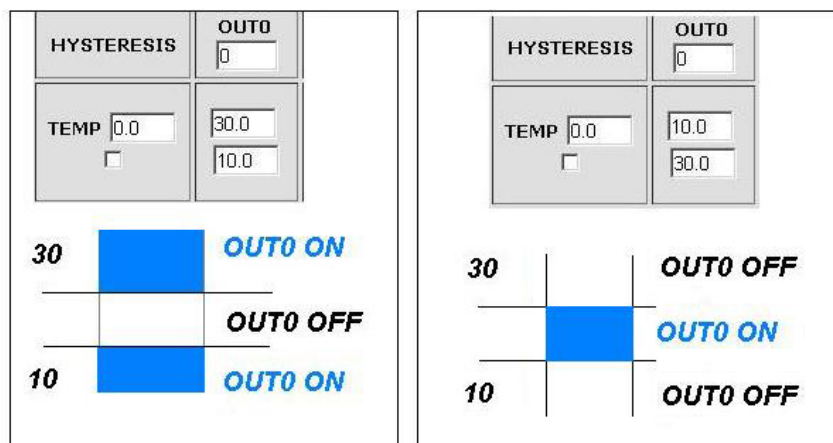 HYSTERESIS
OUT0
0
TEMP 0.0
30.0
10.0
30
OUT0 ON
OUT0 OFF
10
OUT0 ON
HYSTERESIS
OUT0
0
TEMP 0.0
10.0
30.0
30
OUT0 OFF
OUT0 ON
10
OUT0 OFF